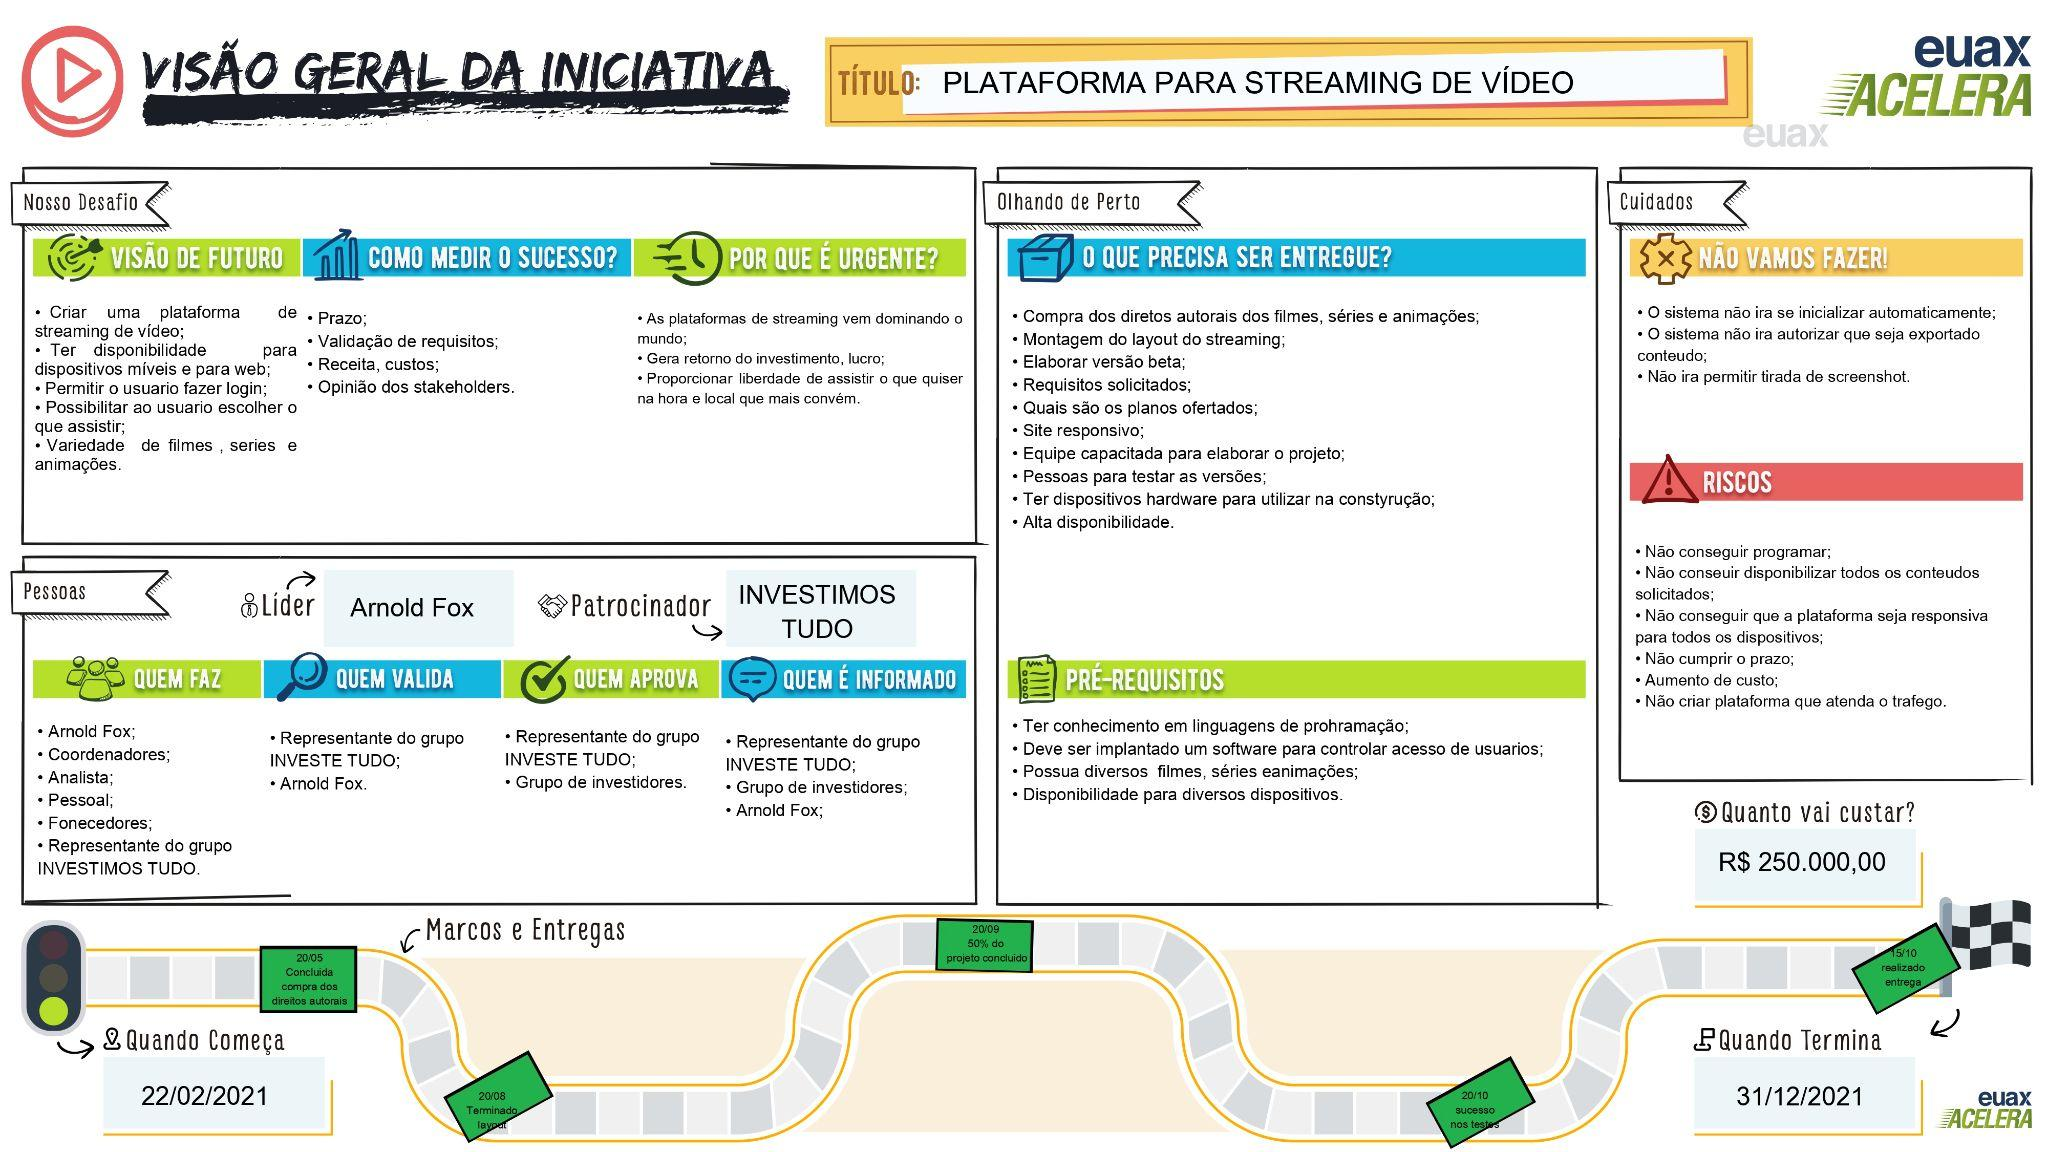 VISÃO GERAL DA INICIATIVA
TÍTULO: PLATAFORMA PARA STREAMING DE VÍDEO
euax
ACELERA
euax
Nosso Desafio
VISÃO DE FUTURO
• Criar uma plataforma de
streaming de vídeo;
• Ter disponibilidade para
dispositivos míveis e para web;
• Permitir o usuario fazer login;
• Possibilitar ao usuario escolher o
que assistir;
• Variedade de filmes , series e
animações.
COMO MEDIR O SUCESSO?
• Prazo;
• Validação de requisitos;
• Receita, custos;
• Opinião dos stakeholders.
POR QUE É URGENTE?
• As plataformas de streaming vem dominando o
mundo;
• Gera retorno do investimento, lucro;
• Proporcionar liberdade de assistir o que quiser
na hora e local que mais convém.
Olhando de Perto
O QUE PRECISA SER ENTREGUE?
• Compra dos diretos autorais dos filmes, séries e animações;
• Montagem do layout do streaming;
• Elaborar versão beta;
• Requisitos solicitados;
• Quais são os planos ofertados;
• Site responsivo;
• Equipe capacitada para elaborar o projeto;
• Pessoas para testar as versões;
• Ter dispositivos hardware para utilizar na constyrução;
• Alta disponibilidade.
PRÉ-REQUISITOS
• Ter conhecimento em linguagens de prohramação;
• Deve ser implantado um software para controlar acesso de usuarios;
• Possua diversos filmes, séries eanimações;
• Disponibilidade para diversos dispositivos.
Cuidados
NÃO VAMOS FAZER!
• O sistema não ira se inicializar automaticamente;
• O sistema não ira autorizar que seja exportado
conteudo;
• Não ira permitir tirada de screenshot.
RISCOS
• Não conseguir programar;
• Não conseuir disponibilizar todos os conteudos
solicitados;
• Não conseguir que a plataforma seja responsiva
para todos os dispositivos;
• Não cumprir o prazo;
• Aumento de custo;
• Não criar plataforma que atenda o trafego.
Pessoas
Líder
Arnold Fox
Patrocinador
INVESTIMOS
TUDO
QUEM FAZ
• Arnold Fox;
• Coordenadores;
• Analista;
• Pessoal;
• Fonecedores;
• Representante do grupo
INVESTIMOS TUDO.
QUEM VALIDA
• Representante do grupo
INVESTE TUDO;
• Arnold Fox.
QUEM APROVA
• Representante do grupo
INVESTE TUDO;
• Grupo de investidores.
QUEM É INFORMADO
• Representante do grupo
INVESTE TUDO;
• Grupo de investidores;
• Arnold Fox;
Quanto vai custar?
R$ 250.000,00
Marcos e Entregas
20/05
Concluida
compra dos
direitos autorais
20/08
Terminado
layout
20/09
50% do
projeto concluido
20/10
sucesso
nos testes
15/10
realizado
entrega
Quando Começa
22/02/2021
Quando Termina
31/12/2021
euax
ACELERA